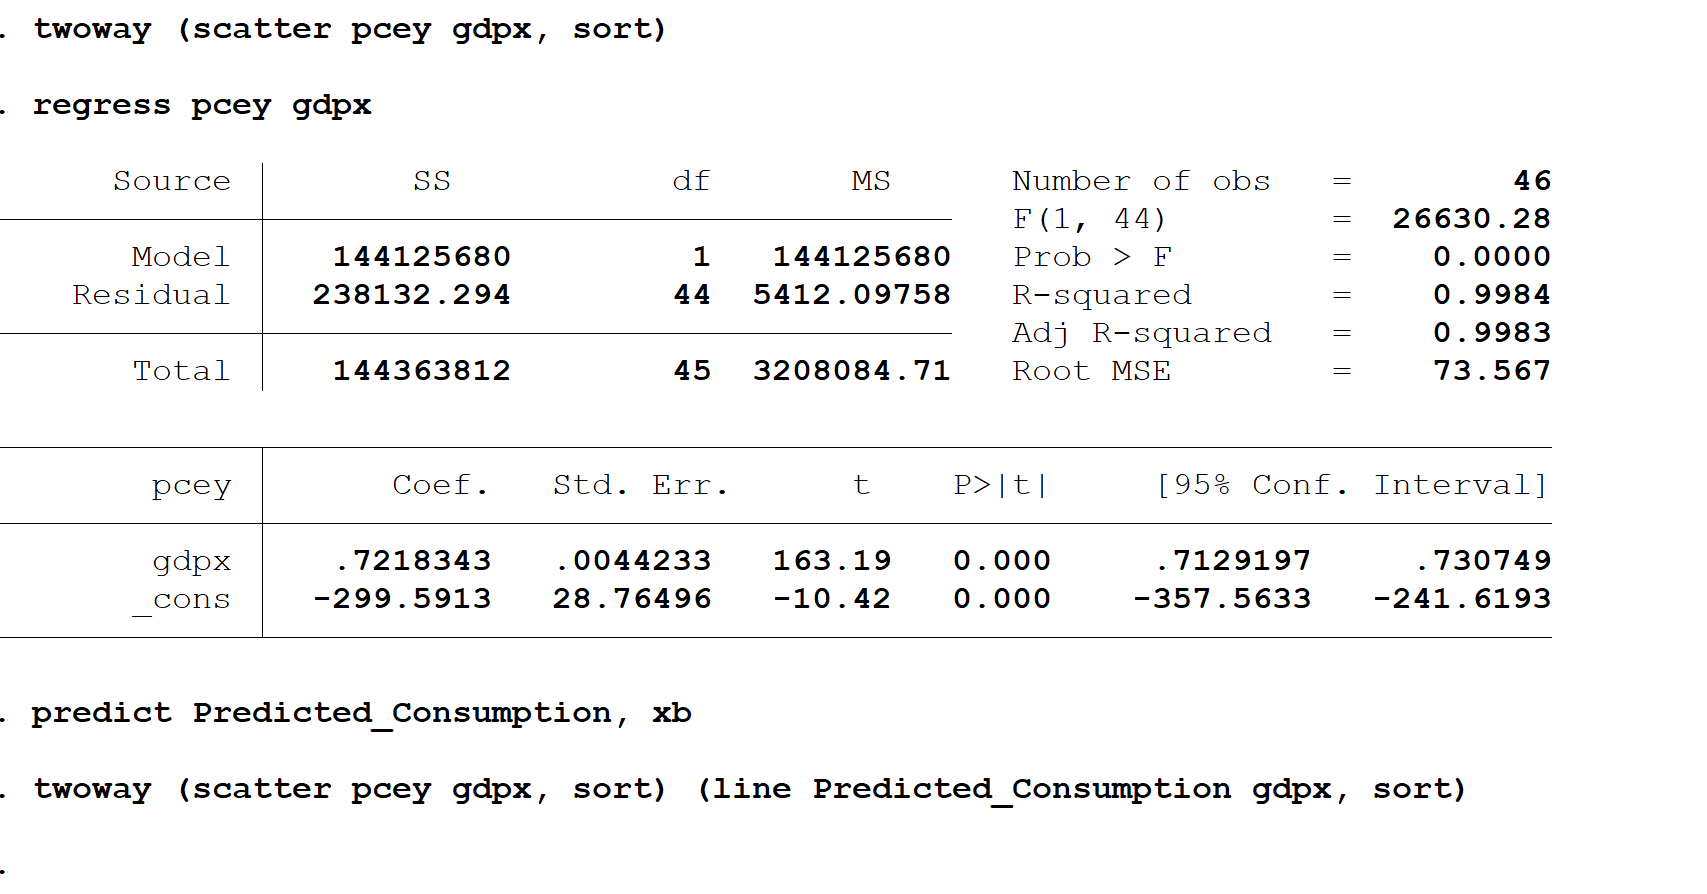 . twoway (scatter pcey gdpx, sort)
. regress pcey gdpx
Source SS df MS Number of obs = 46
F(1, 44) = 26630.28
Model 144125680 1 144125680 Prob > F = 0.0000
Residual 238132.294 44 5412.09758 R-squared = 0.9984
Adj R-squared = 0.9983
Total 144363812 45 3208084.71 Root MSE = 73.567
pcey Coef. Std. Err. t P>|t| [95% Conf. Interval]
gdpx .7218343 .0044233 163.19 0.000 .7129197 .730749
_cons -299.5913 28.76496 -10.42 0.000 -357.5633 -241.6193
. predict Predicted_Consumption, xb
. twoway (scatter pcey gdpx, sort) (line Predicted_Consumption gdpx, sort)
.